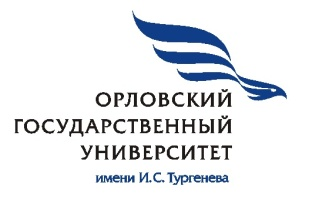 ОРЛОВСКИЙ
ГОСУДАРСТВЕННЫЙ
УНИВЕРСИТЕТ
имени И.С. Тургенева